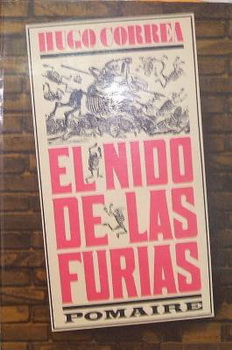 HUGO CORREA
EL NIDO
DE LAS
FURIAS
POMAIRE